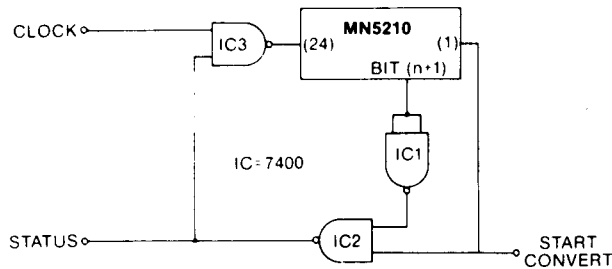 CLOCK
IC3
(24)
MN5210
(1)
BIT (n+1)
IC1
IC = 7400
STATUS
IC2
START
CONVERT